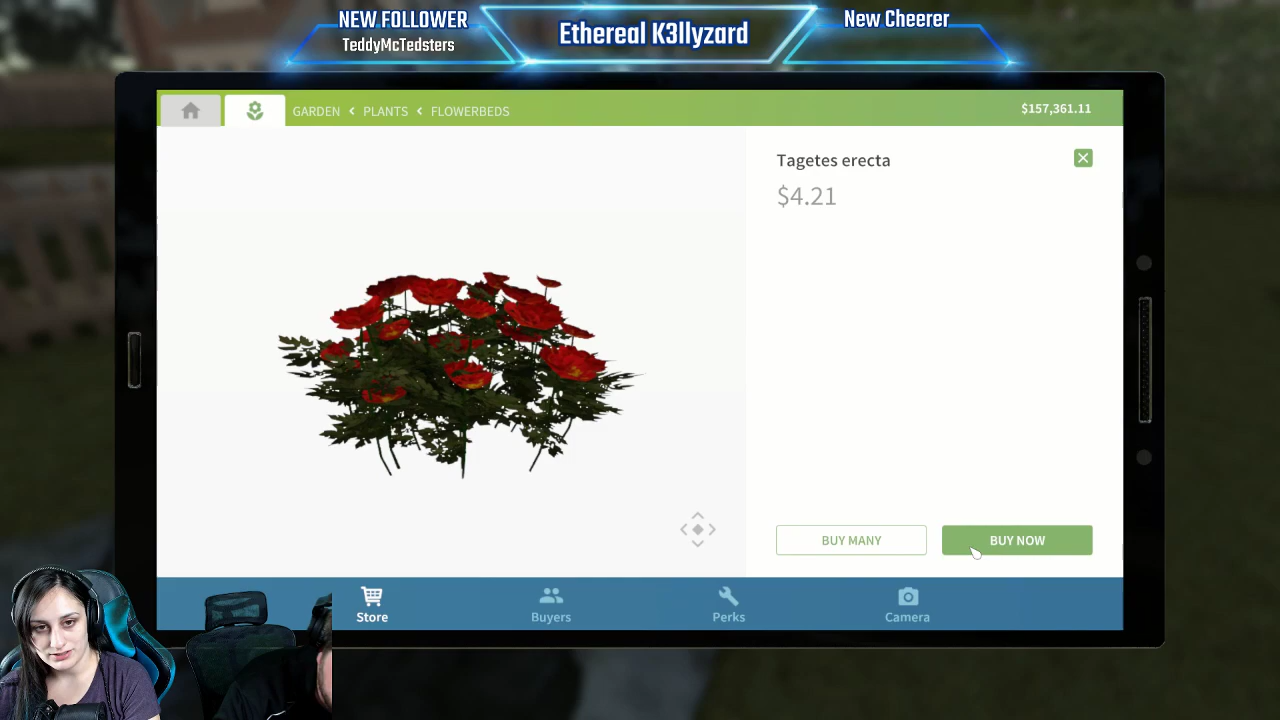 NEW FOLLOWER
TeddyMcTedsters
Ethereal K3llyzard
New Cheerer
GARDEN < PLANTS < FLOWERBEDS
$157,361.11
Tagetes erecta
$4.21
BUY MANY
BUY NOW
Store
Buyers
Perks
Camera